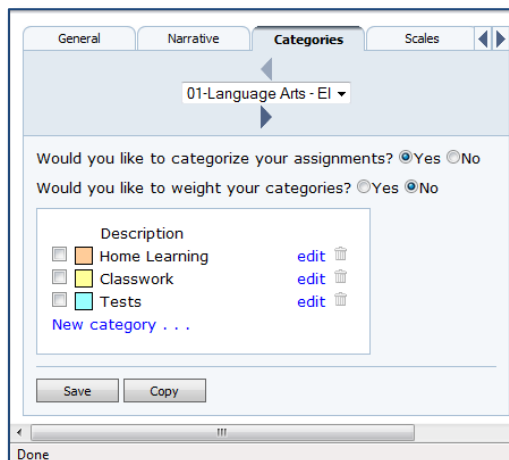 General Narrative Categories Scales
01-Language Arts - El
Would you like to categorize your assignments? Yes No
Would you like to weight your categories? Yes No
Description
Home Learning edit
Classwork edit
Tests edit
New category . . .
Save Copy
Done